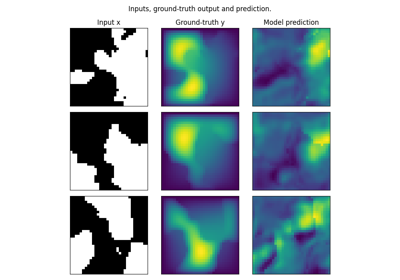 Inputs, ground-truth output and prediction.
Input x
Ground-truth y
Model prediction